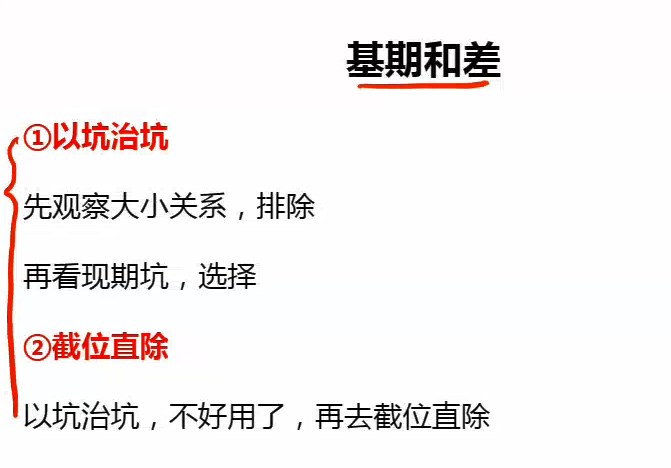 基期和差
①以坑治坑
先观察大小关系，排除
再看现期坑，选择
②截位直除
以坑治坑，不好用了，再去截位直除